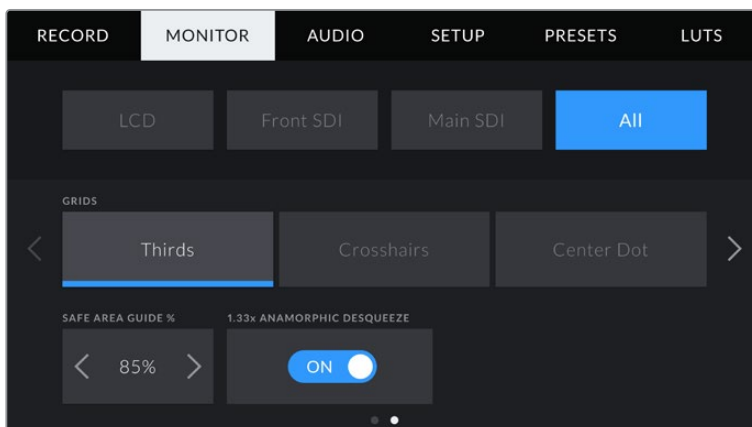 RECORD MONITOR AUDIO SETUP PRESETS LUTS
LCD Front SDI Main SDI All
GRIDS
Thirds Crosshairs Center Dot
SAFE AREA GUIDE % 1.33x ANAMORPHIC DESQUEEZE
85% ON